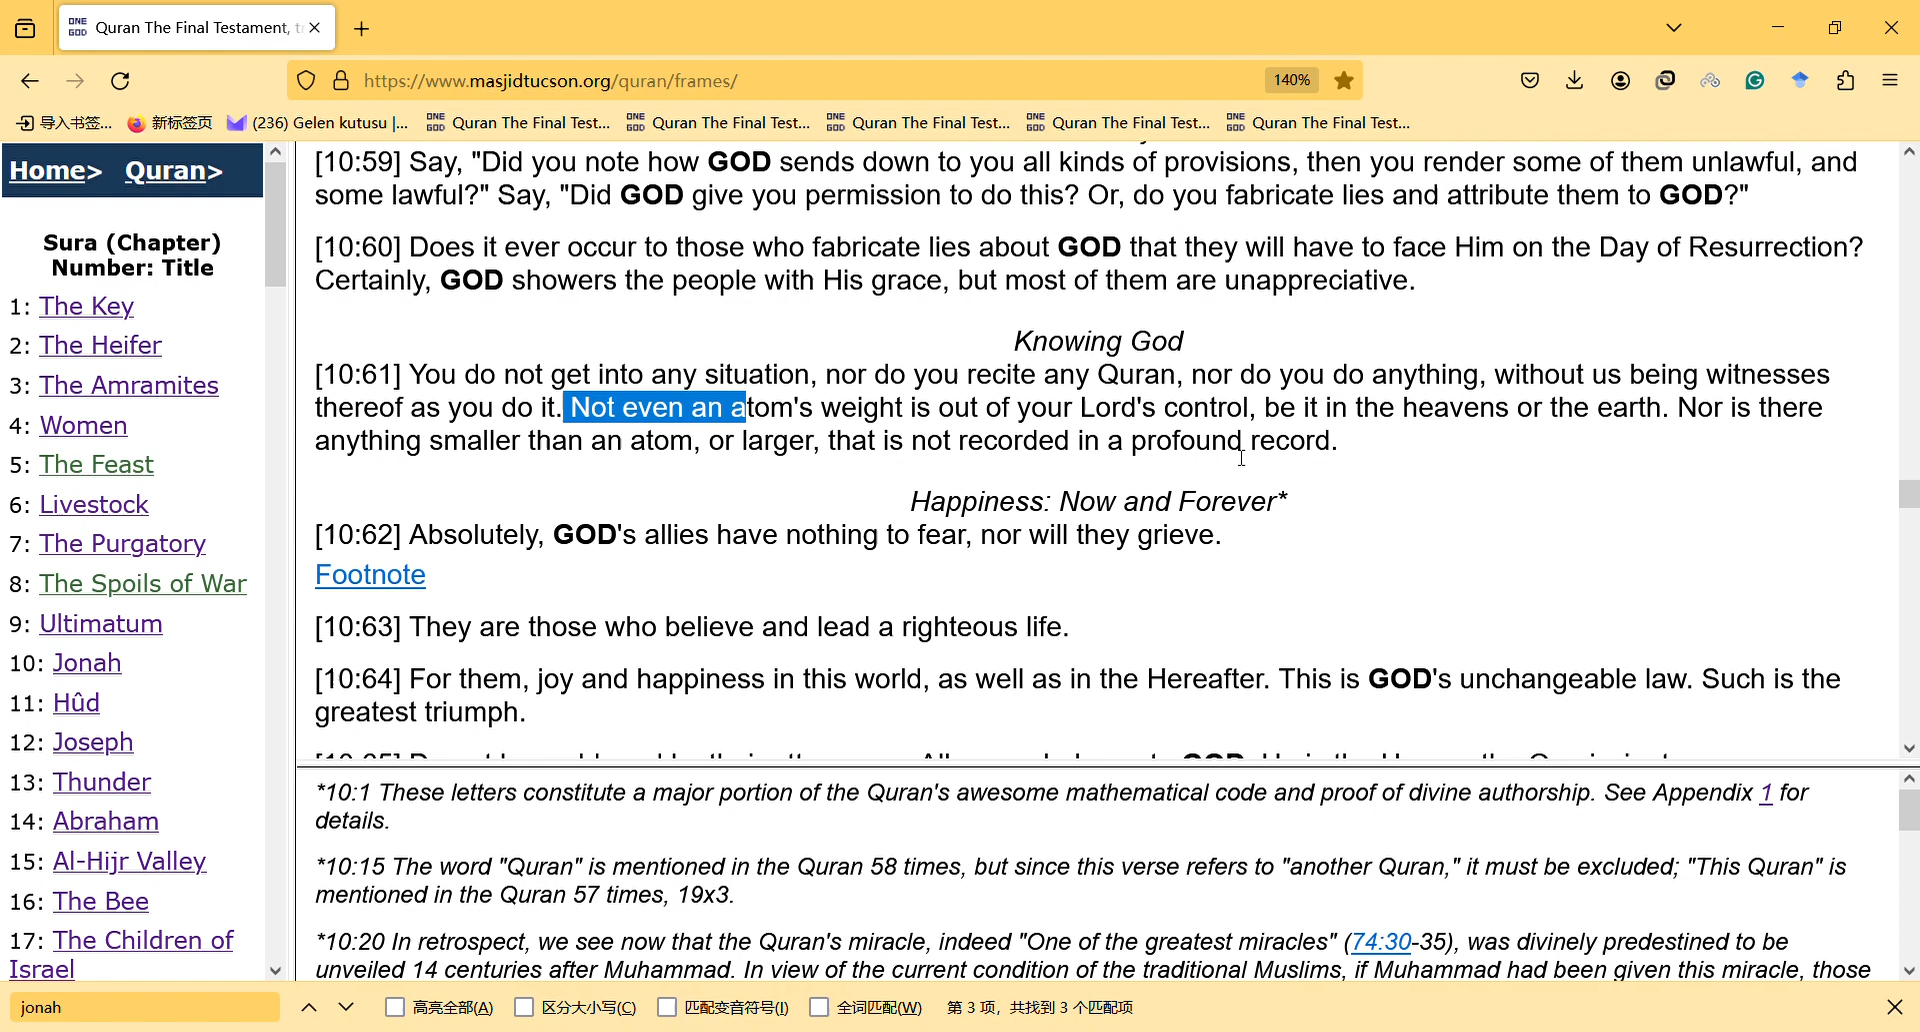 ONE GOD Quran The Final Testament, t
https://www.masjidtucson.org/quran/frames/ 140%
导入书签... 新标签页 (236) Gelen kutusu |... ONE GOD Quran The Final Test... ONE GOD Quran The Final Test... ONE GOD Quran The Final Test... ONE GOD Quran The Final Test... ONE GOD Quran The Final Test...
Home> Quran>
Sura (Chapter)
Number: Title
1: The Key
2: The Heifer
3: The Amramites
4: Women
5: The Feast
6: Livestock
7: The Purgatory
8: The Spoils of War
9: Ultimatum
10: Jonah
11: Hûd
12: Joseph
13: Thunder
14: Abraham
15: Al-Hijr Valley
16: The Bee
17: The Children of
Israel
[10:59] Say, "Did you note how GOD sends down to you all kinds of provisions, then you render some of them unlawful, and
some lawful?" Say, "Did GOD give you permission to do this? Or, do you fabricate lies and attribute them to GOD?"
[10:60] Does it ever occur to those who fabricate lies about GOD that they will have to face Him on the Day of Resurrection?
Certainly, GOD showers the people with His grace, but most of them are unappreciative.
Knowing God
[10:61] You do not get into any situation, nor do you recite any Quran, nor do you do anything, without us being witnesses
thereof as you do it. Not even an atom's weight is out of your Lord's control, be it in the heavens or the earth. Nor is there
anything smaller than an atom, or larger, that is not recorded in a profound record.
Happiness: Now and Forever*
[10:62] Absolutely, GOD's allies have nothing to fear, nor will they grieve.
Footnote
[10:63] They are those who believe and lead a righteous life.
[10:64] For them, joy and happiness in this world, as well as in the Hereafter. This is GOD's unchangeable law. Such is the
greatest triumph.
*10:1 These letters constitute a major portion of the Quran's awesome mathematical code and proof of divine authorship. See Appendix 1 for
details.
*10:15 The word "Quran" is mentioned in the Quran 58 times, but since this verse refers to "another Quran," it must be excluded; "This Quran" is
mentioned in the Quran 57 times, 19x3.
*10:20 In retrospect, we see now that the Quran's miracle, indeed "One of the greatest miracles" (74:30-35), was divinely predestined to be
unveiled 14 centuries after Muhammad. In view of the current condition of the traditional Muslims, if Muhammad had been given this miracle, those
jonah 高亮全部(A) 区分大小写(C) 匹配变音符号(I) 全词匹配(W) 第 3 项，共找到 3 个匹配项